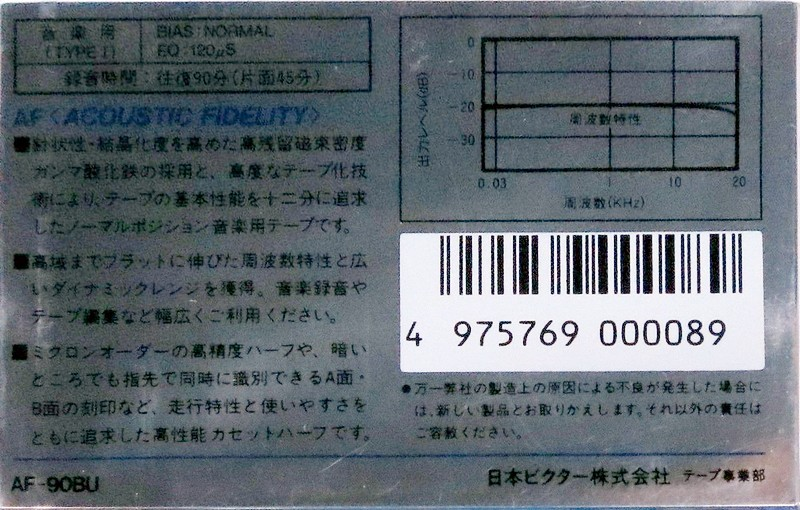 音楽用 BIAS:NORMAL
(TYPE I) EQ:120μS
録音時間:往復90分(片面45分)
AF〈ACOUSTIC FIDELITY〉
■針状性・結晶化度を高めた高残留磁束密度
ガンマ酸化鉄の採用と、高度なテープ化技
術により、テープの基本性能を十二分に追求
したノーマルポジション音楽用テープです。
■高域までフラットに伸びた周波数特性と広
いダイナミックレンジを獲得。音楽録音や
テープ編集など幅広くご利用ください。
■ミクロンオーダーの高精度ハーフや、暗い
ところでも指先で同時に識別できるA面・
B面の刻印など、走行特性と使いやすさを
ともに追求した高性能カセットハーフです。
出力レベル(dB)
0
-10
-20
-30
周波数特性
0.03 1 10 20
周波数(KHz)
4 975769 000089
●万一弊社の製造上の原因による不良が発生した場合に
は、新しい製品とお取りかえします。それ以外の責任は
ご容赦ください。
AF-90BU
日本ビクター株式会社 テープ事業部